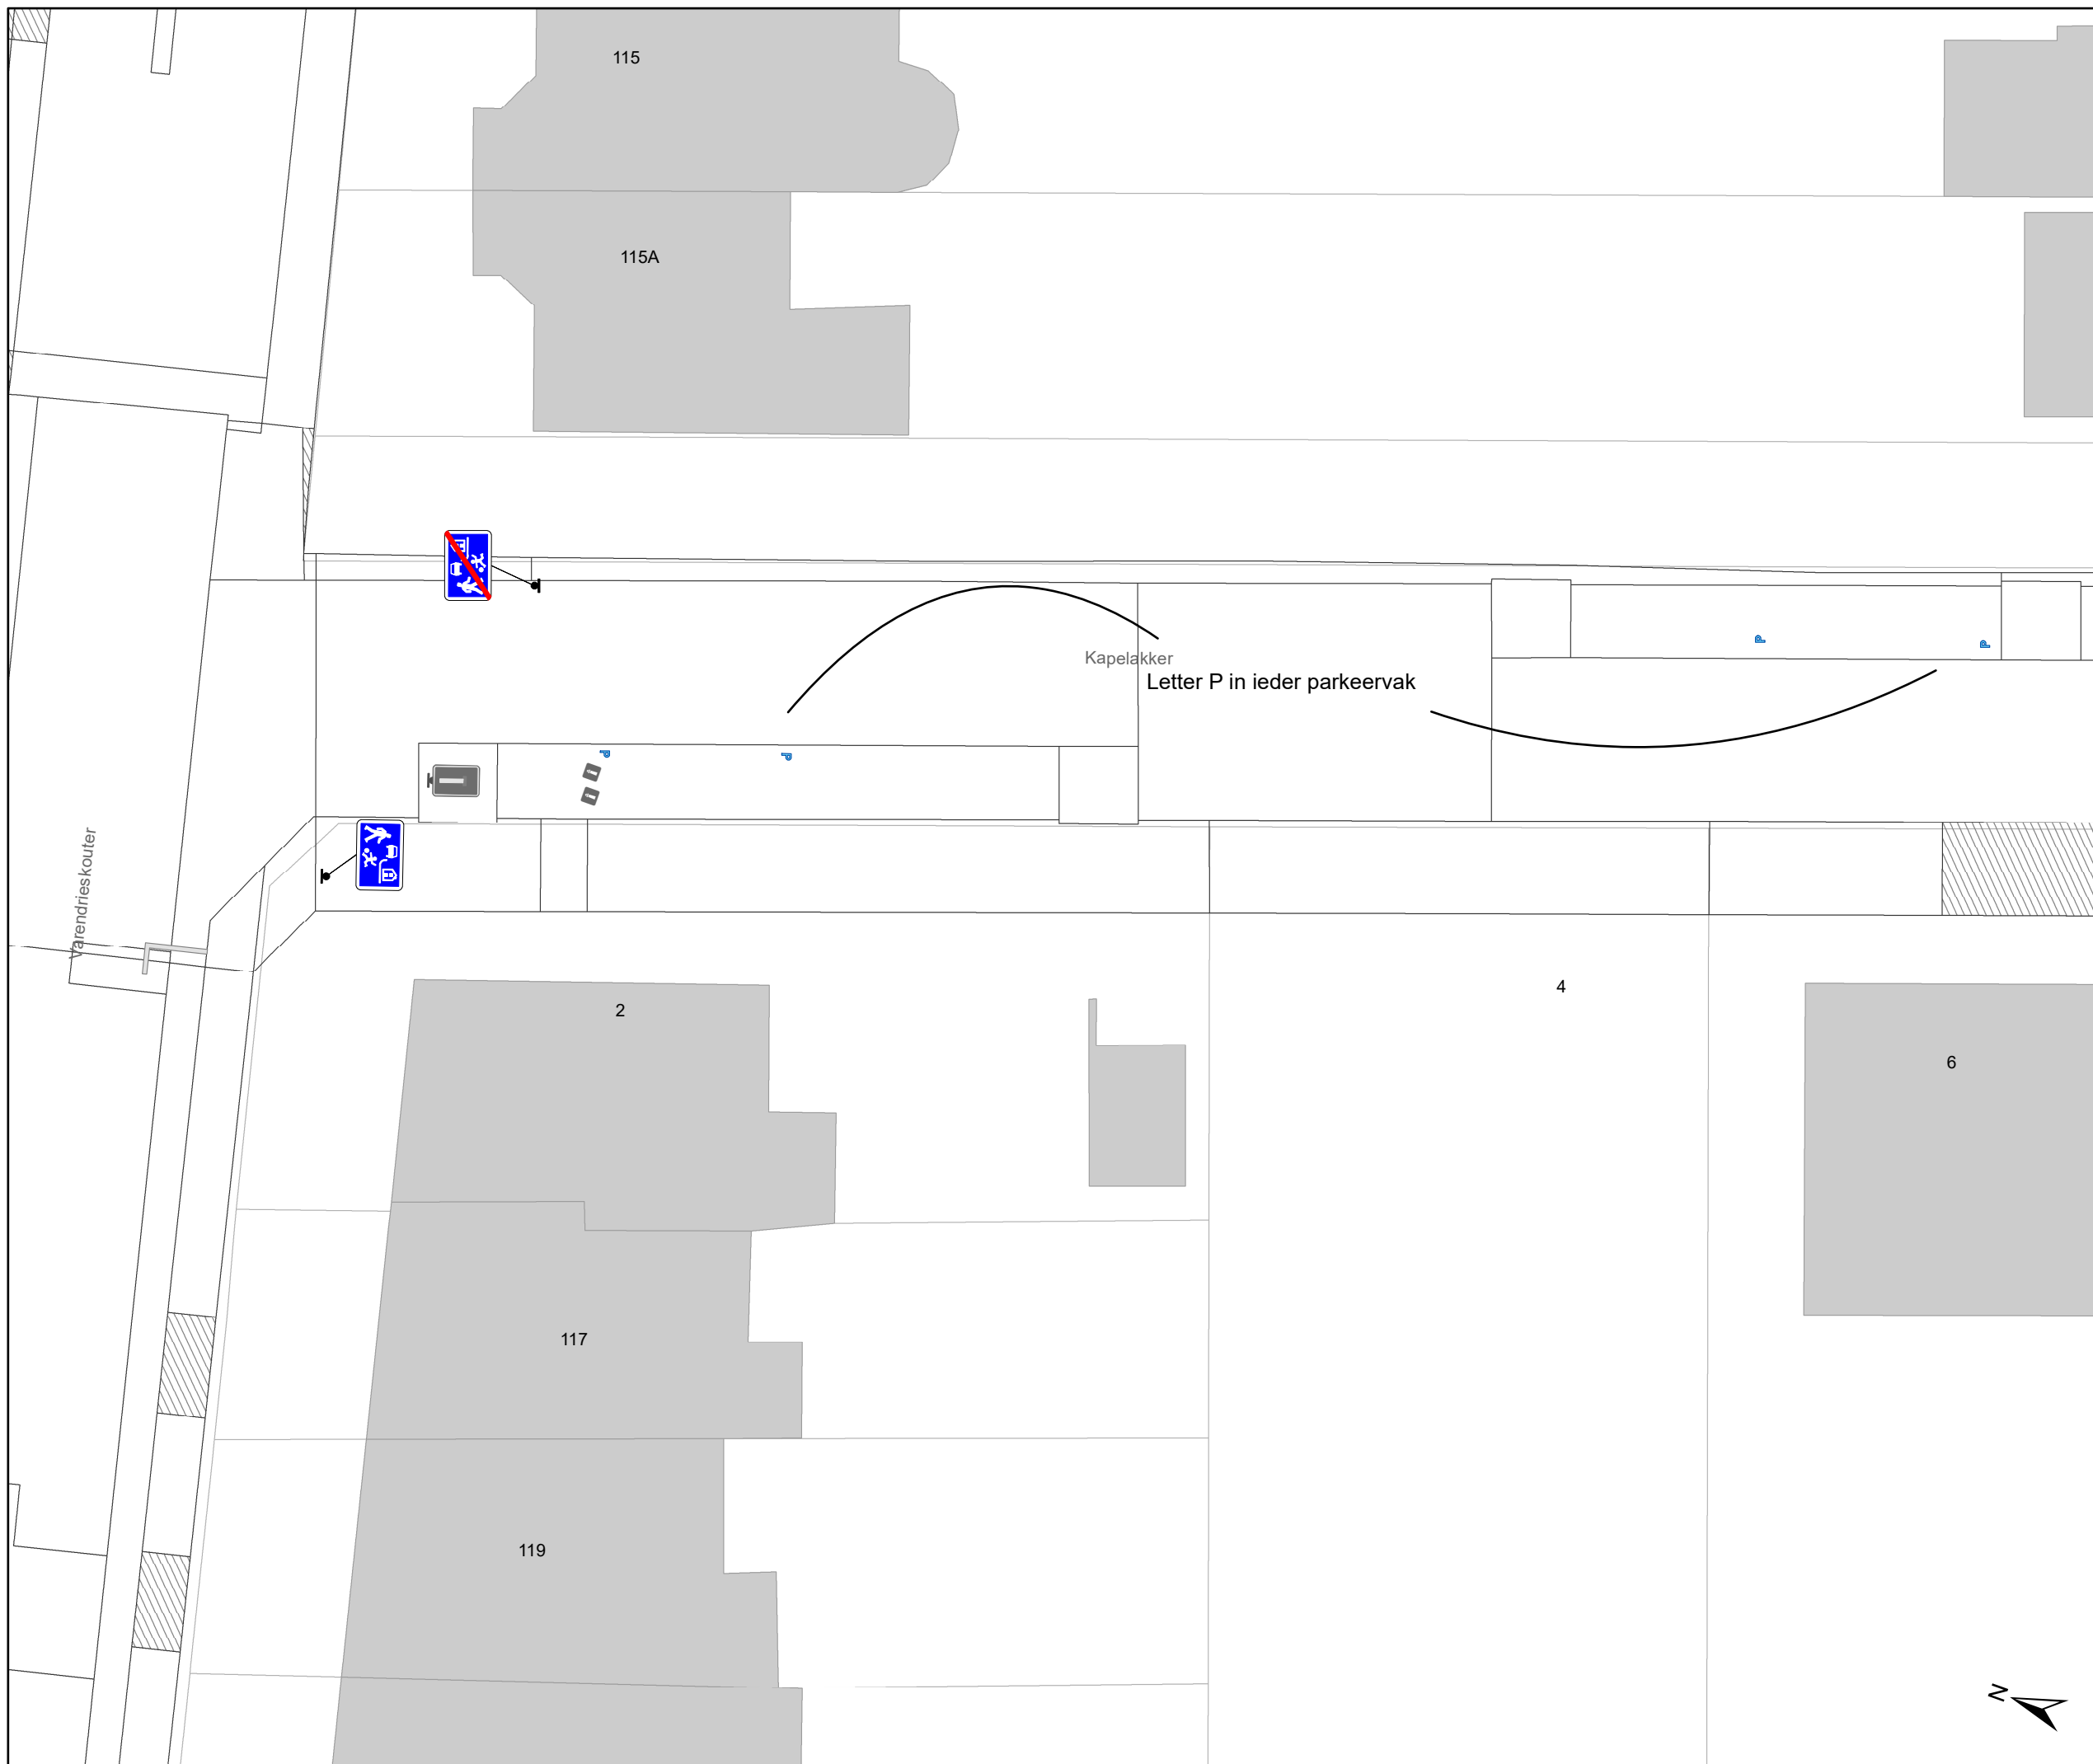 115
115A
Kapelakker
Letter P in ieder parkeervak
P
P
P
P
Varendrieskouter
2
4
6
117
119
N